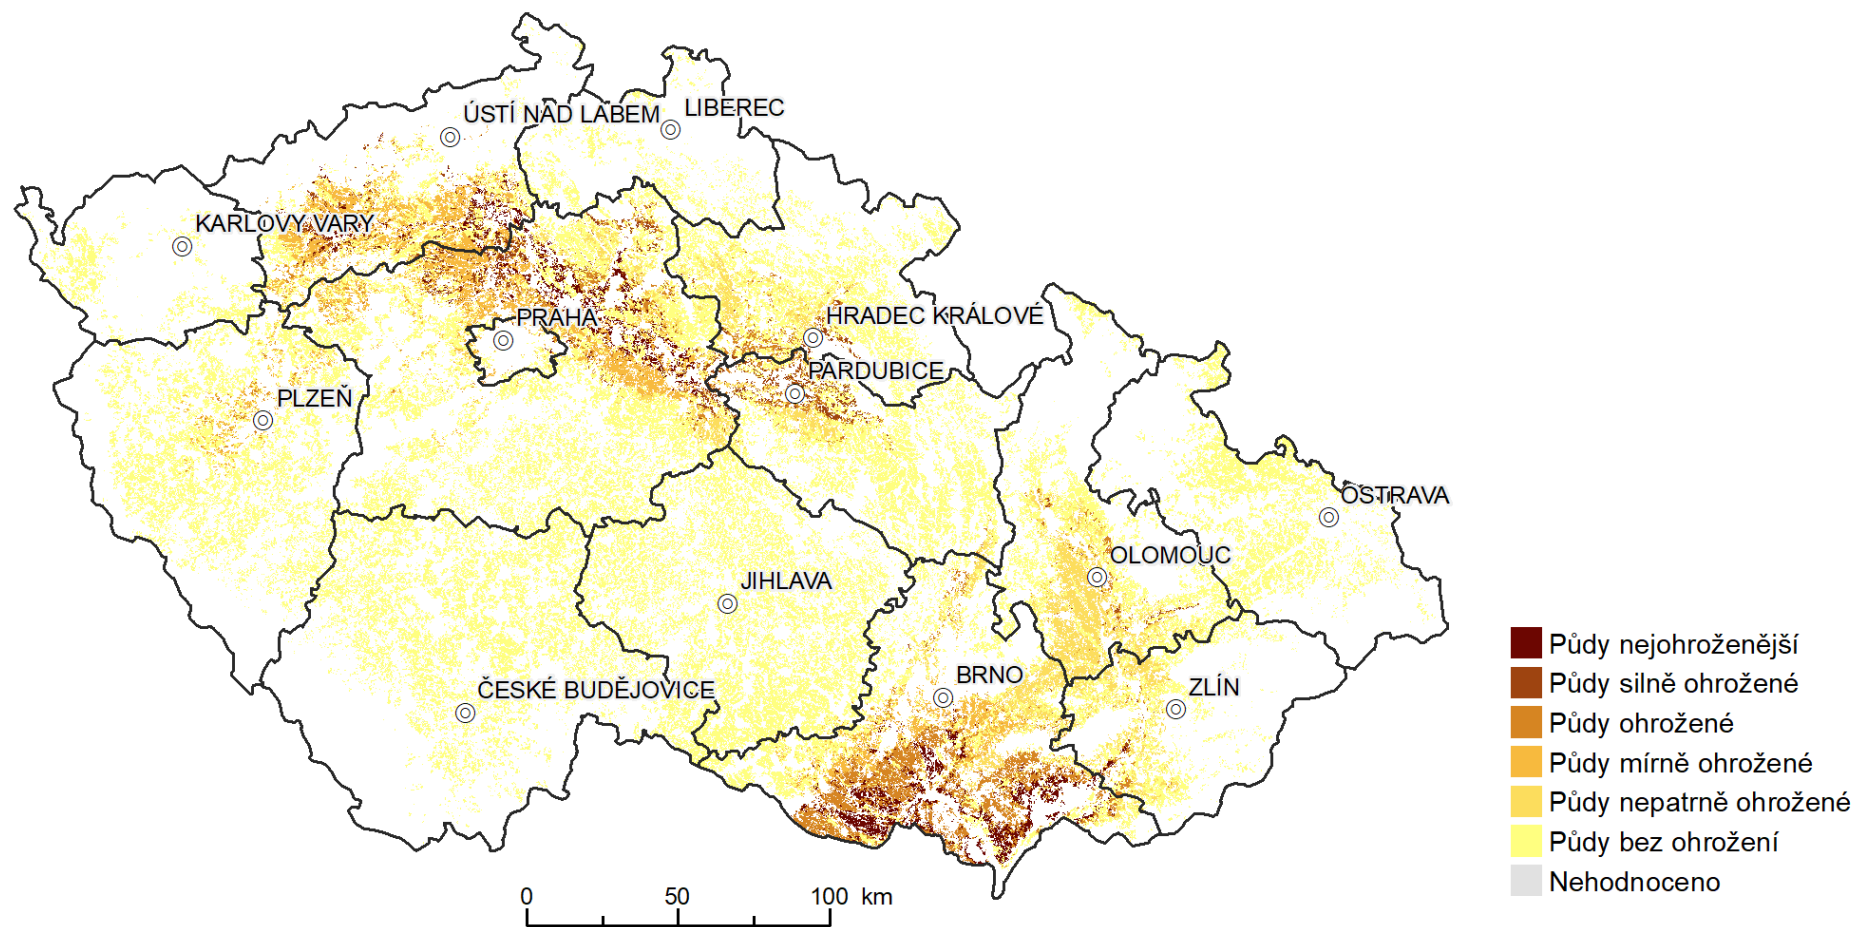 ÚSTÍ NAD LABEM
LIBEREC
KARLOVY VARY
PRAHA
HRADEC KRÁLOVÉ
PARDUBICE
PLZEŇ
OSTRAVA
OLOMOUC
JIHLAVA
BRNO
ČESKÉ BUDĚJOVICE
ZLÍN
Půdy nejohroženější
Půdy silně ohrožené
Půdy ohrožené
Půdy mírně ohrožené
Půdy nepatrně ohrožené
Půdy bez ohrožení
Nehodnoceno
0 50 100 km